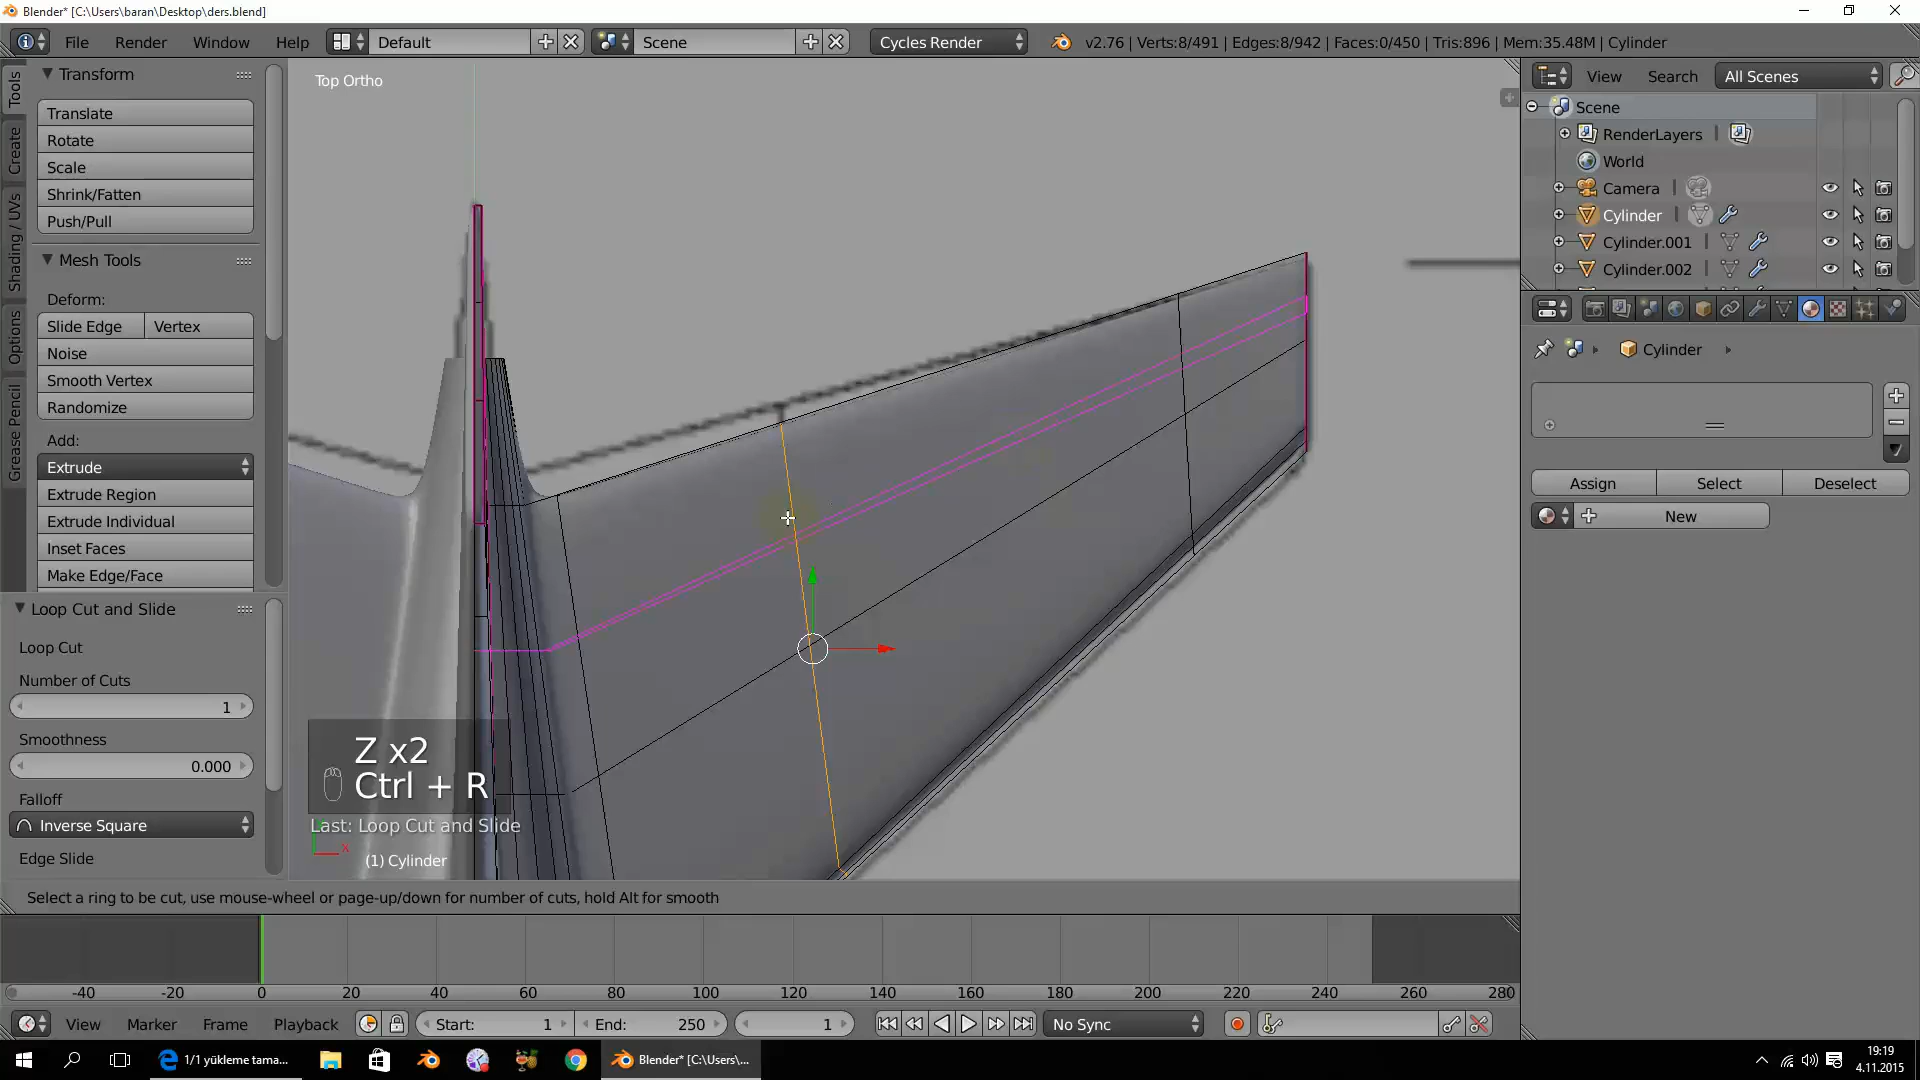 Blender* [C:\Users\baran\Desktop\ders.blend]
File Render Window Help Default Scene Cycles Render v2.76 | Verts:8/491 | Edges:8/942 | Faces:0/450 | Tris:896 | Mem:35.48M | Cylinder
Tools
Create
Shading / UVs
Options
Grease Pencil
Transform
Translate
Rotate
Scale
Shrink/Fatten
Push/Pull
Mesh Tools
Deform:
Slide Edge Vertex
Noise
Smooth Vertex
Randomize
Add:
Extrude
Extrude Region
Extrude Individual
Inset Faces
Make Edge/Face
Loop Cut and Slide
Loop Cut
Number of Cuts
1
Smoothness
0.000
Falloff
Inverse Square
Edge Slide
Top Ortho
Z x2
Ctrl + R
Last: Loop Cut and Slide
x
(1) Cylinder
Select a ring to be cut, use mouse-wheel or page-up/down for number of cuts, hold Alt for smooth
View Search All Scenes
Scene
RenderLayers
World
Camera
Cylinder
Cylinder.001
Cylinder.002
Cylinder
Assign Select Deselect
New
-40 -20 0 20 40 60 80 100 120 140 160 180 200 220 240 260 280
View Marker Frame Playback Start: 1 End: 250 1 No Sync
1/1 yükleme tama... Blender* [C:\Users\...
19:19
4.11.2015